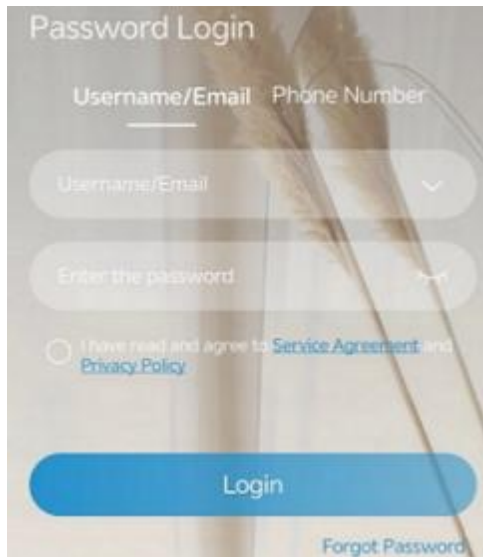 Password Login
Username/Email Phone Number
Username/Email
Enter the password
I have read and agree to Service Agreement and
Privacy Policy
Login
Forgot Password